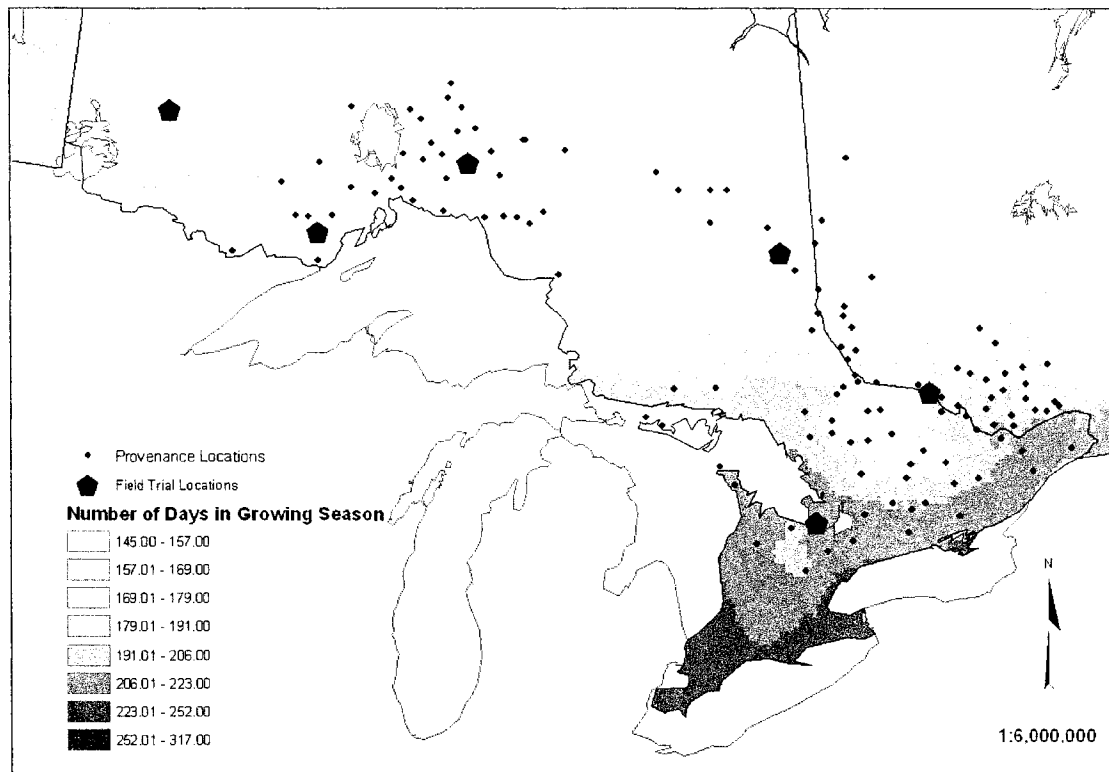 Provenance Locations
Field Trial Locations
Number of Days in Growing Season
145.00 - 157.00
157.01 - 169.00
169.01 - 179.00
179.01 - 191.00
191.01 - 206.00
206.01 - 223.00
223.01 - 252.00
252.01 - 317.00
N
1:6,000,000